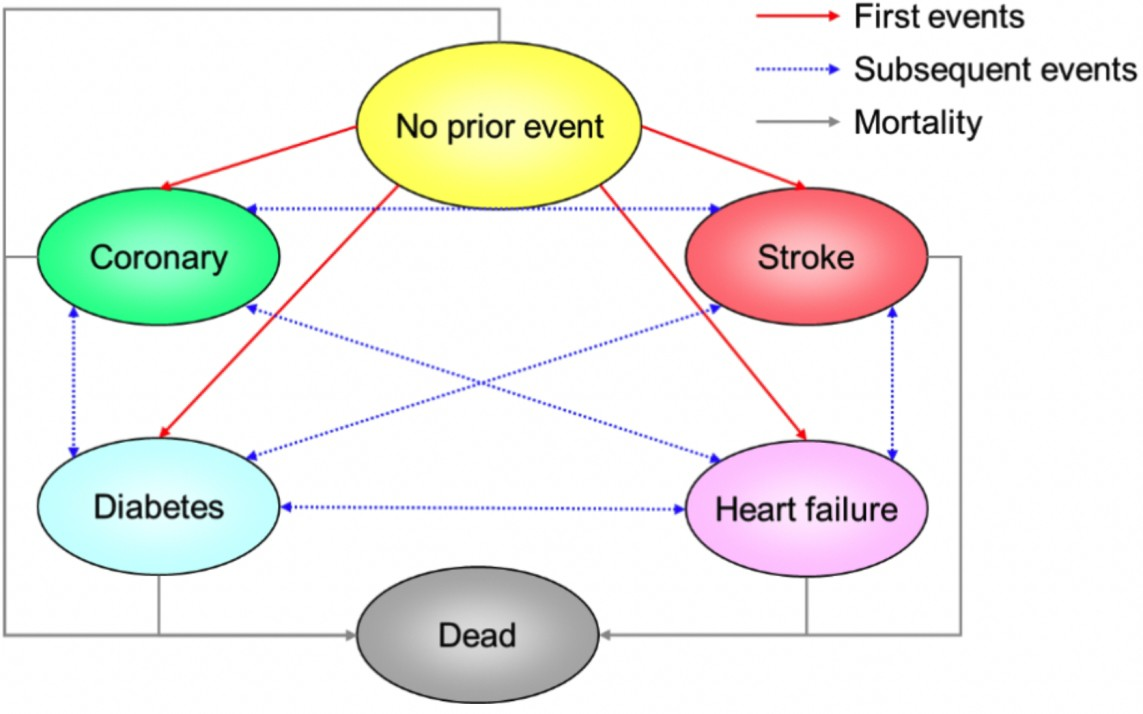 First events
Subsequent events
Mortality
No prior event
Coronary
Stroke
Diabetes
Heart failure
Dead